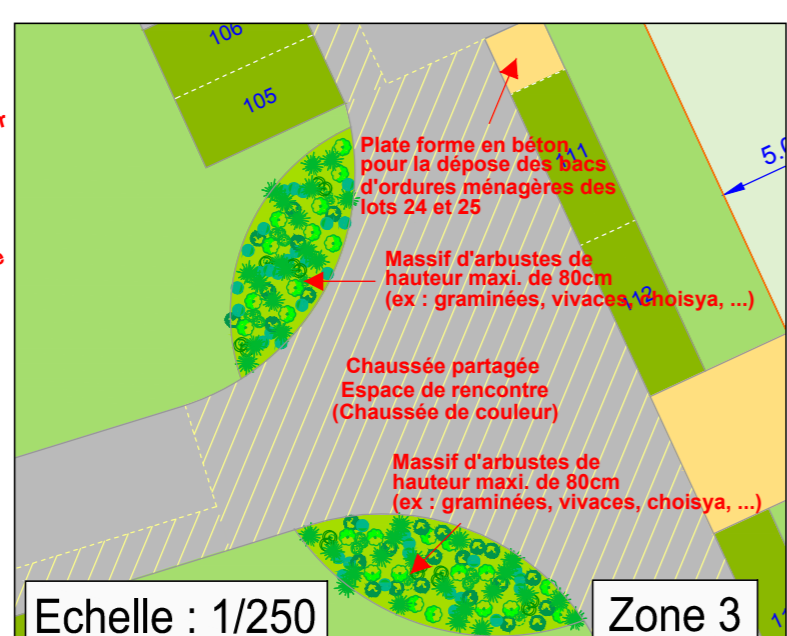 106
105
Plate forme en béton
pour la dépose des bacs
d'ordures ménagères des
lots 24 et 25
111
Massif d'arbustes de
hauteur maxi. de 80cm
(ex : graminées, vivaces, choisya, ...)
112
Chaussée partagée
Espace de rencontre
(Chaussée de couleur)
Massif d'arbustes de
hauteur maxi. de 80cm
(ex : graminées, vivaces, choisya, ...)
Echelle : 1/250
Zone 3